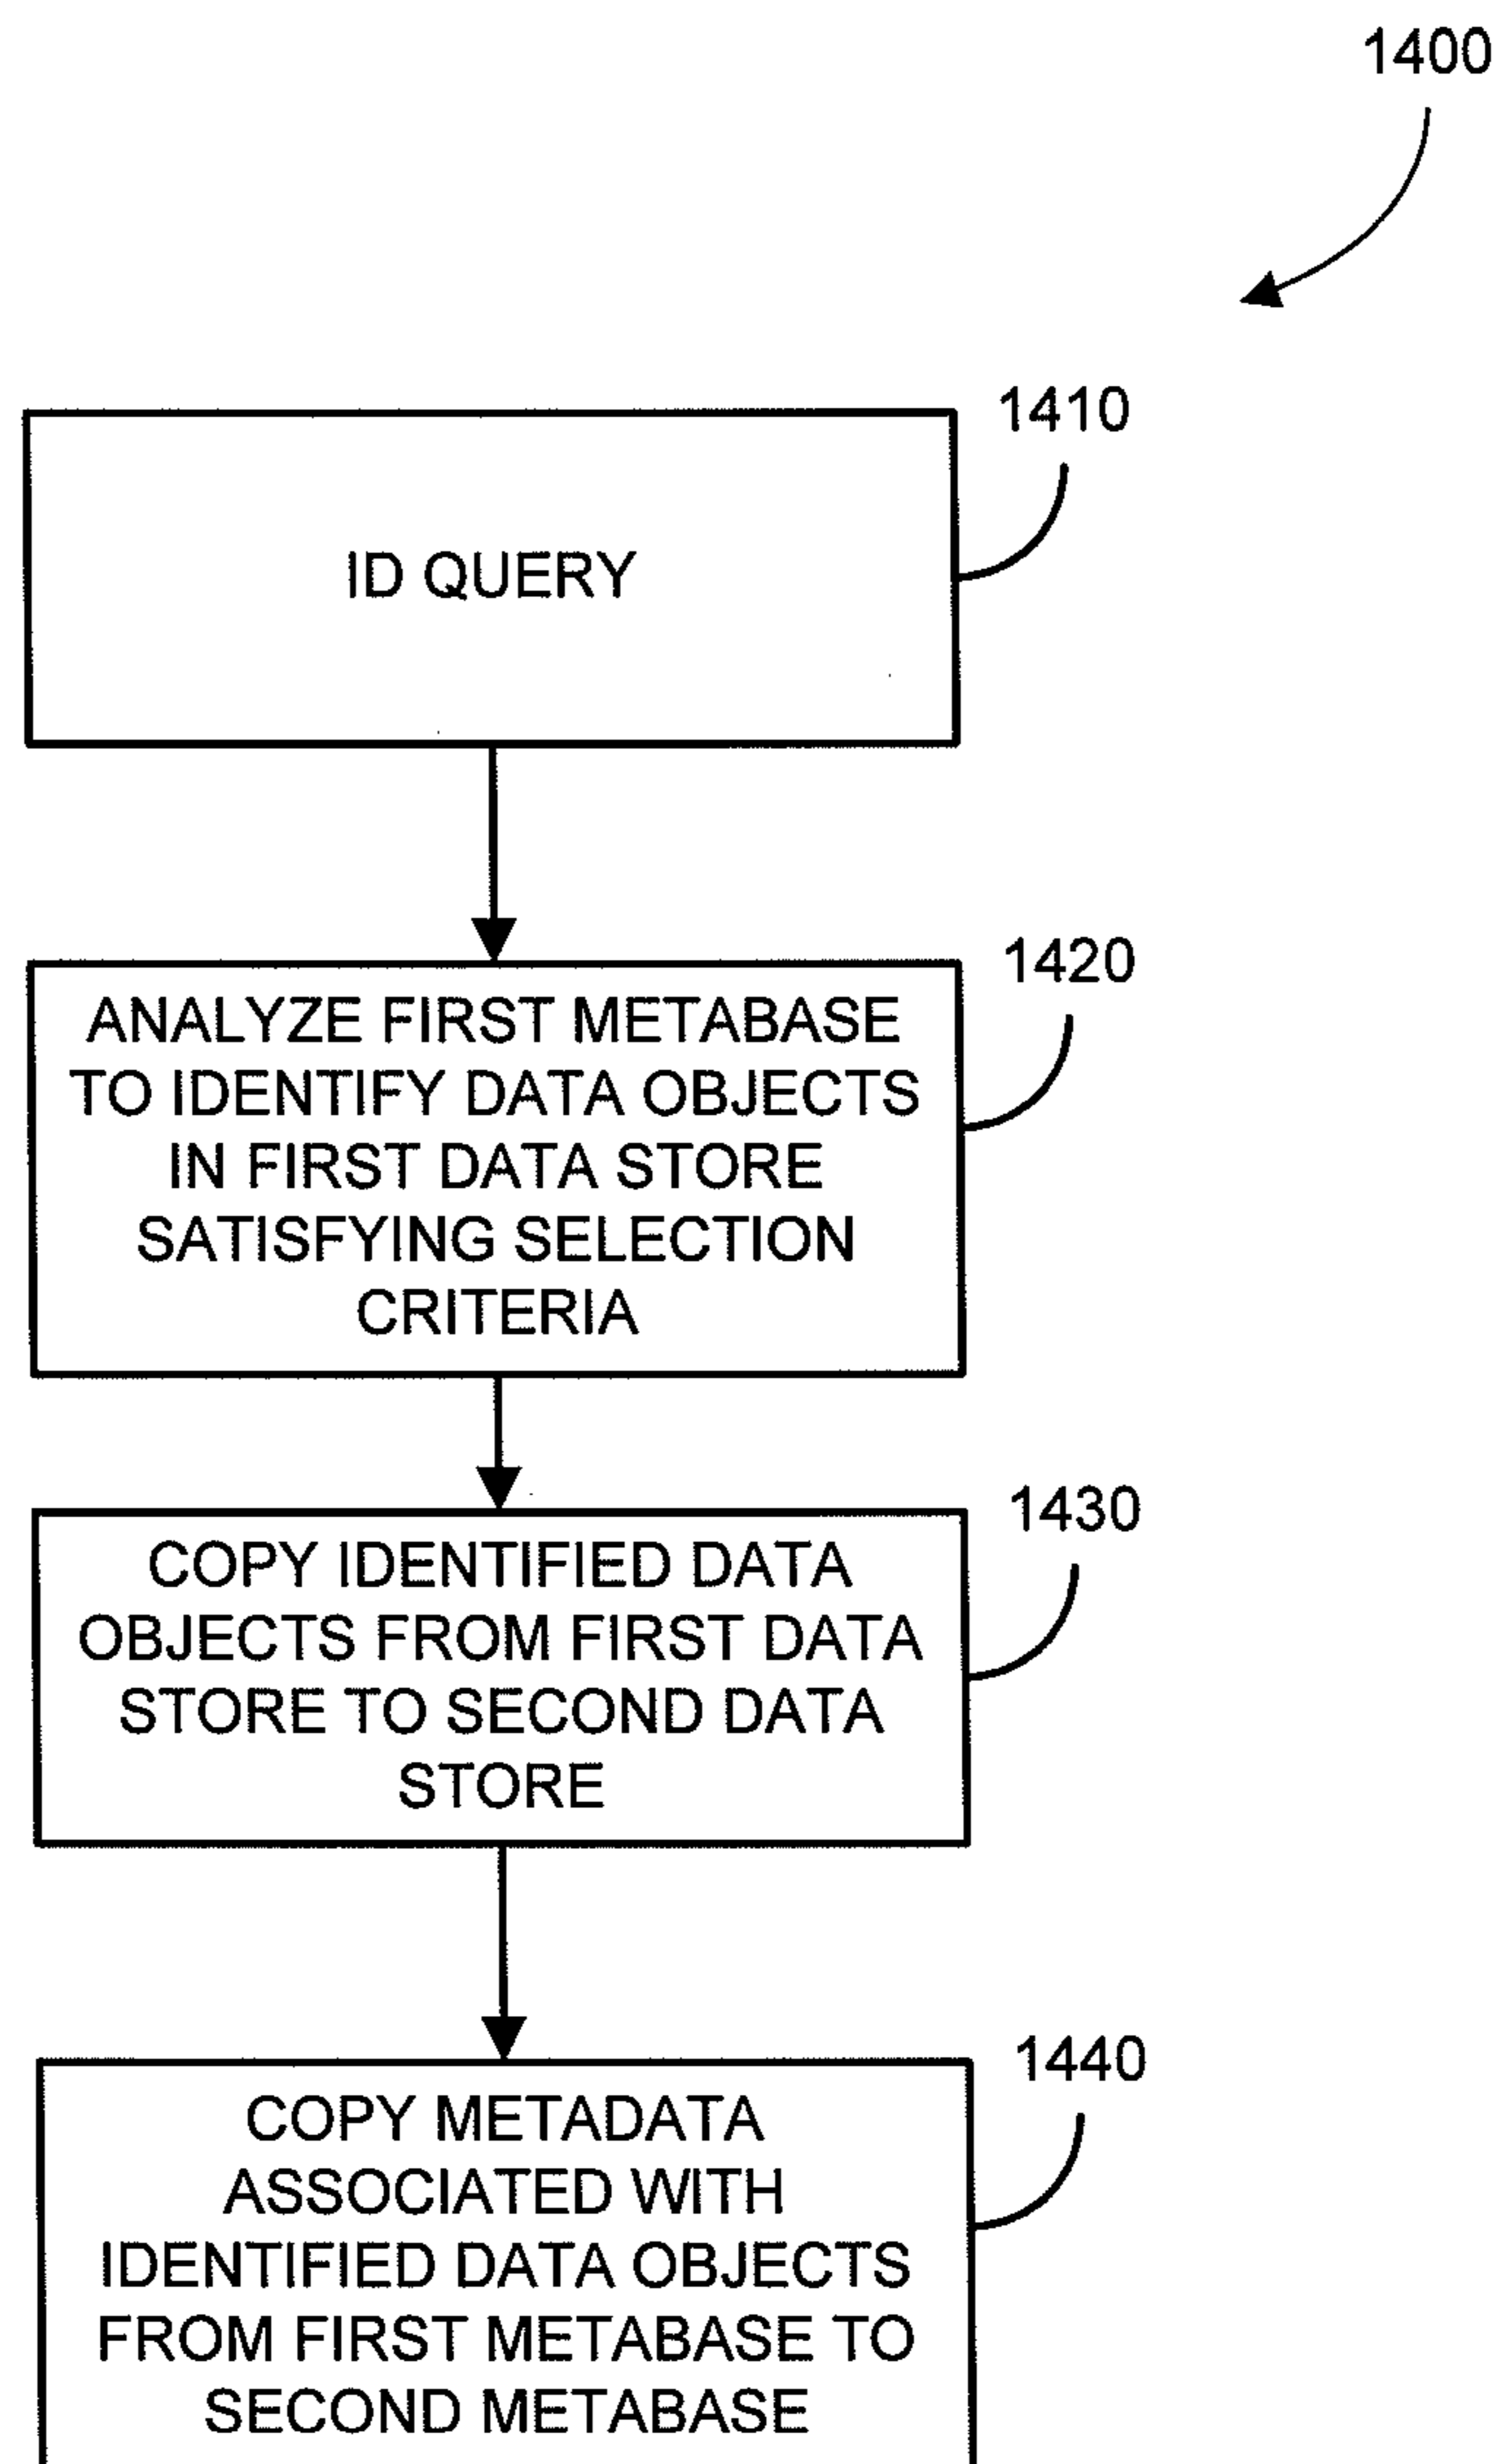 1400
1410
ID QUERY
1420
ANALYZE FIRST METABASE
TO IDENTIFY DATA OBJECTS
IN FIRST DATA STORE
SATISFYING SELECTION
CRITERIA
1430
COPY IDENTIFIED DATA
OBJECTS FROM FIRST DATA
STORE TO SECOND DATA
STORE
1440
COPY METADATA
ASSOCIATED WITH
IDENTIFIED DATA OBJECTS
FROM FIRST METABASE TO
SECOND METABASE